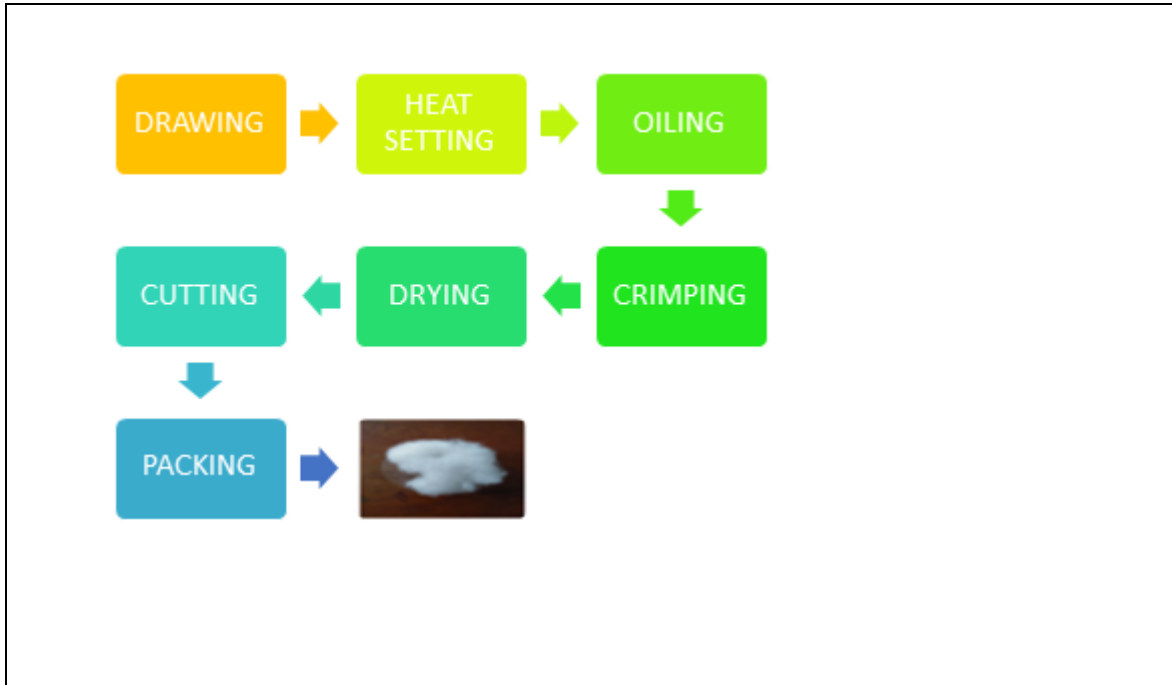 DRAWING
HEAT
SETTING
OILING
CRIMPING
DRYING
CUTTING
PACKING